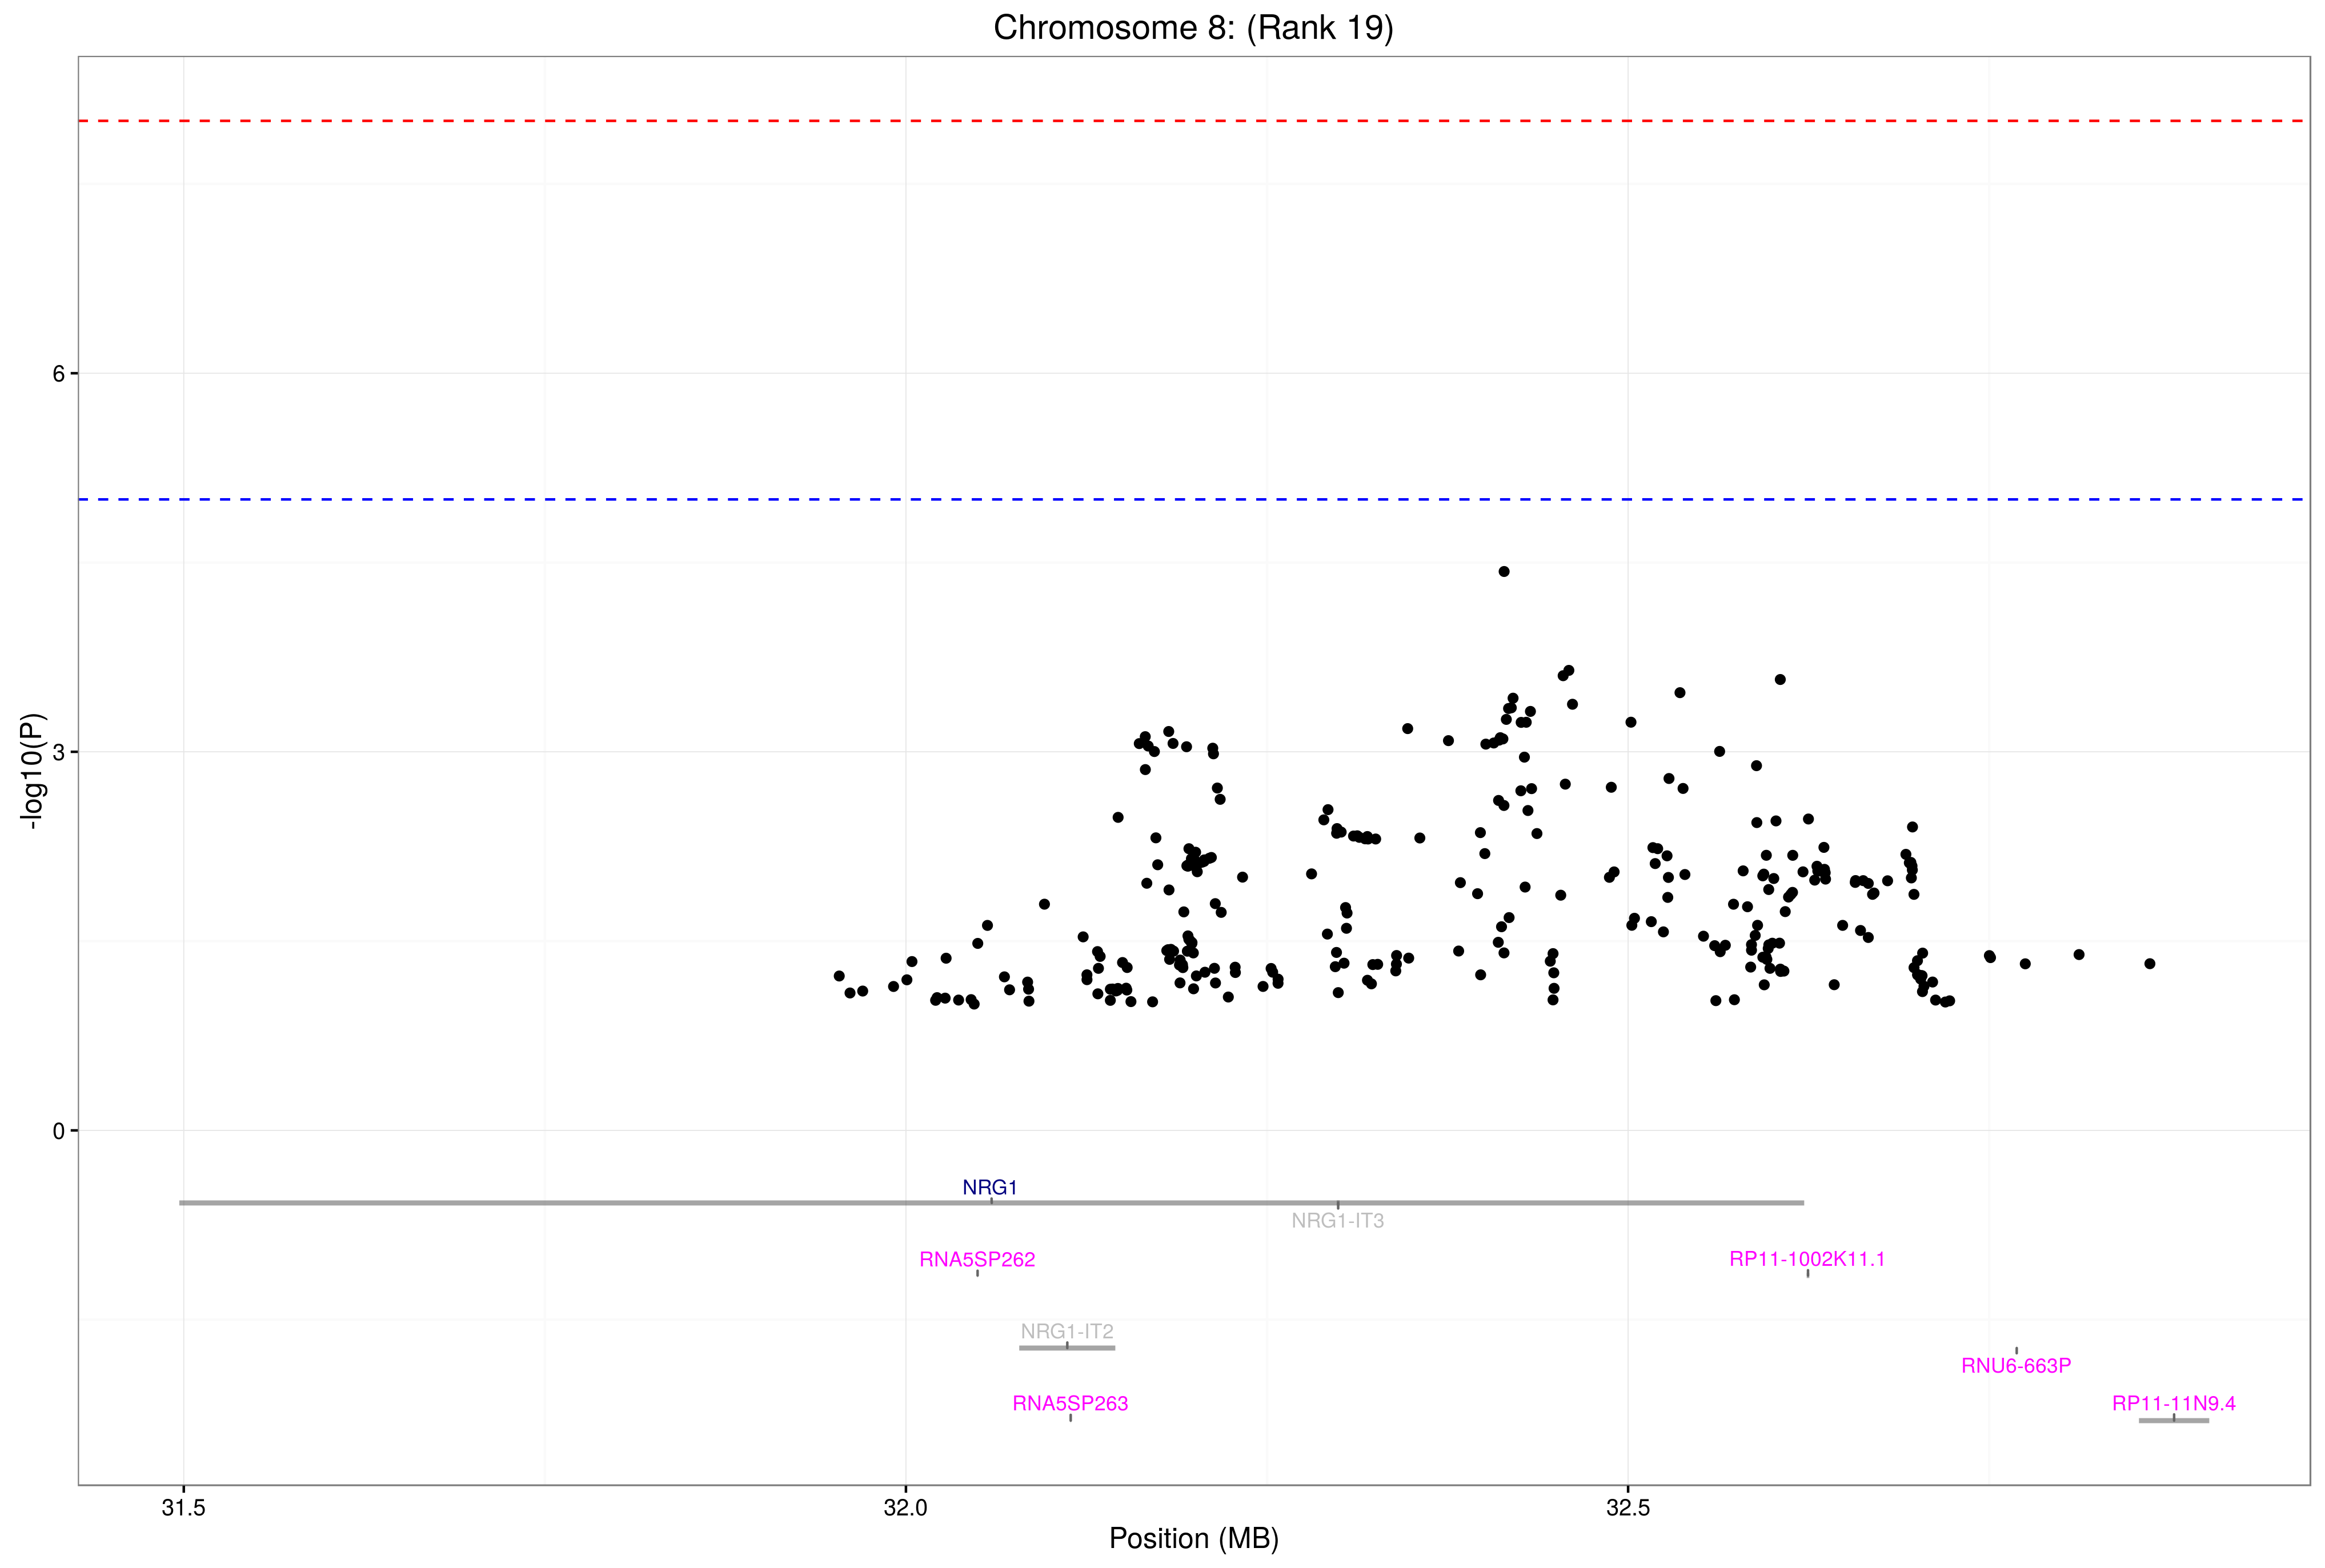 Chromosome 8: (Rank 19)
6
3
0
-log10(P)
NRG1
NRG1-IT3
RNA5SP262
RP11-1002K11.1
NRG1-IT2
RNU6-663P
RNA5SP263
RP11-11N9.4
31.5
32.0
32.5
Position (MB)